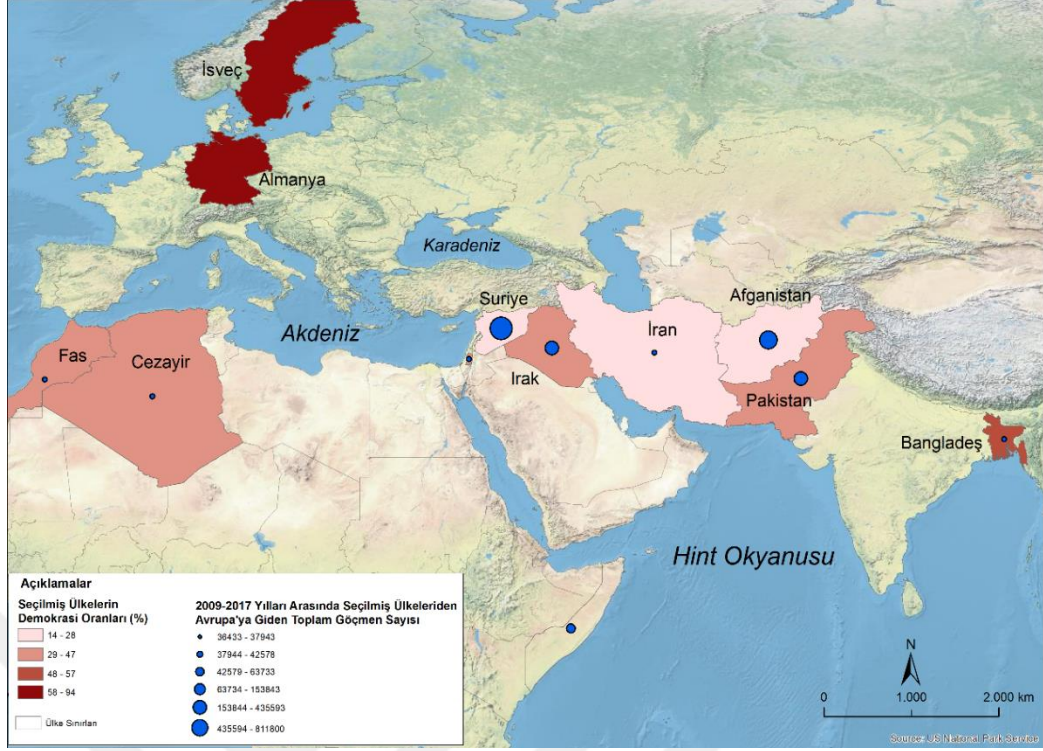 İsveç
Almanya
Karadeniz
Suriye
Afganistan
Akdeniz
İran
Fas
Cezayir
Irak
Pakistan
Bangladeş
Hint Okyanusu
Açıklamalar
Seçilmiş Ülkelerin
Demokrasi Oranları (%)
14 - 28
29 - 47
48 - 57
58 - 94
Ülke Sınırları
2009-2017 Yılları Arasında Seçilmiş Ülkeleriden
Avrupa'ya Giden Toplam Göçmen Sayısı
36433 - 37943
37944 - 42578
42579 - 63733
63734 - 153843
153844 - 435593
435594 - 811800
N
0 1.000 2.000 km
Source: US National Park Service